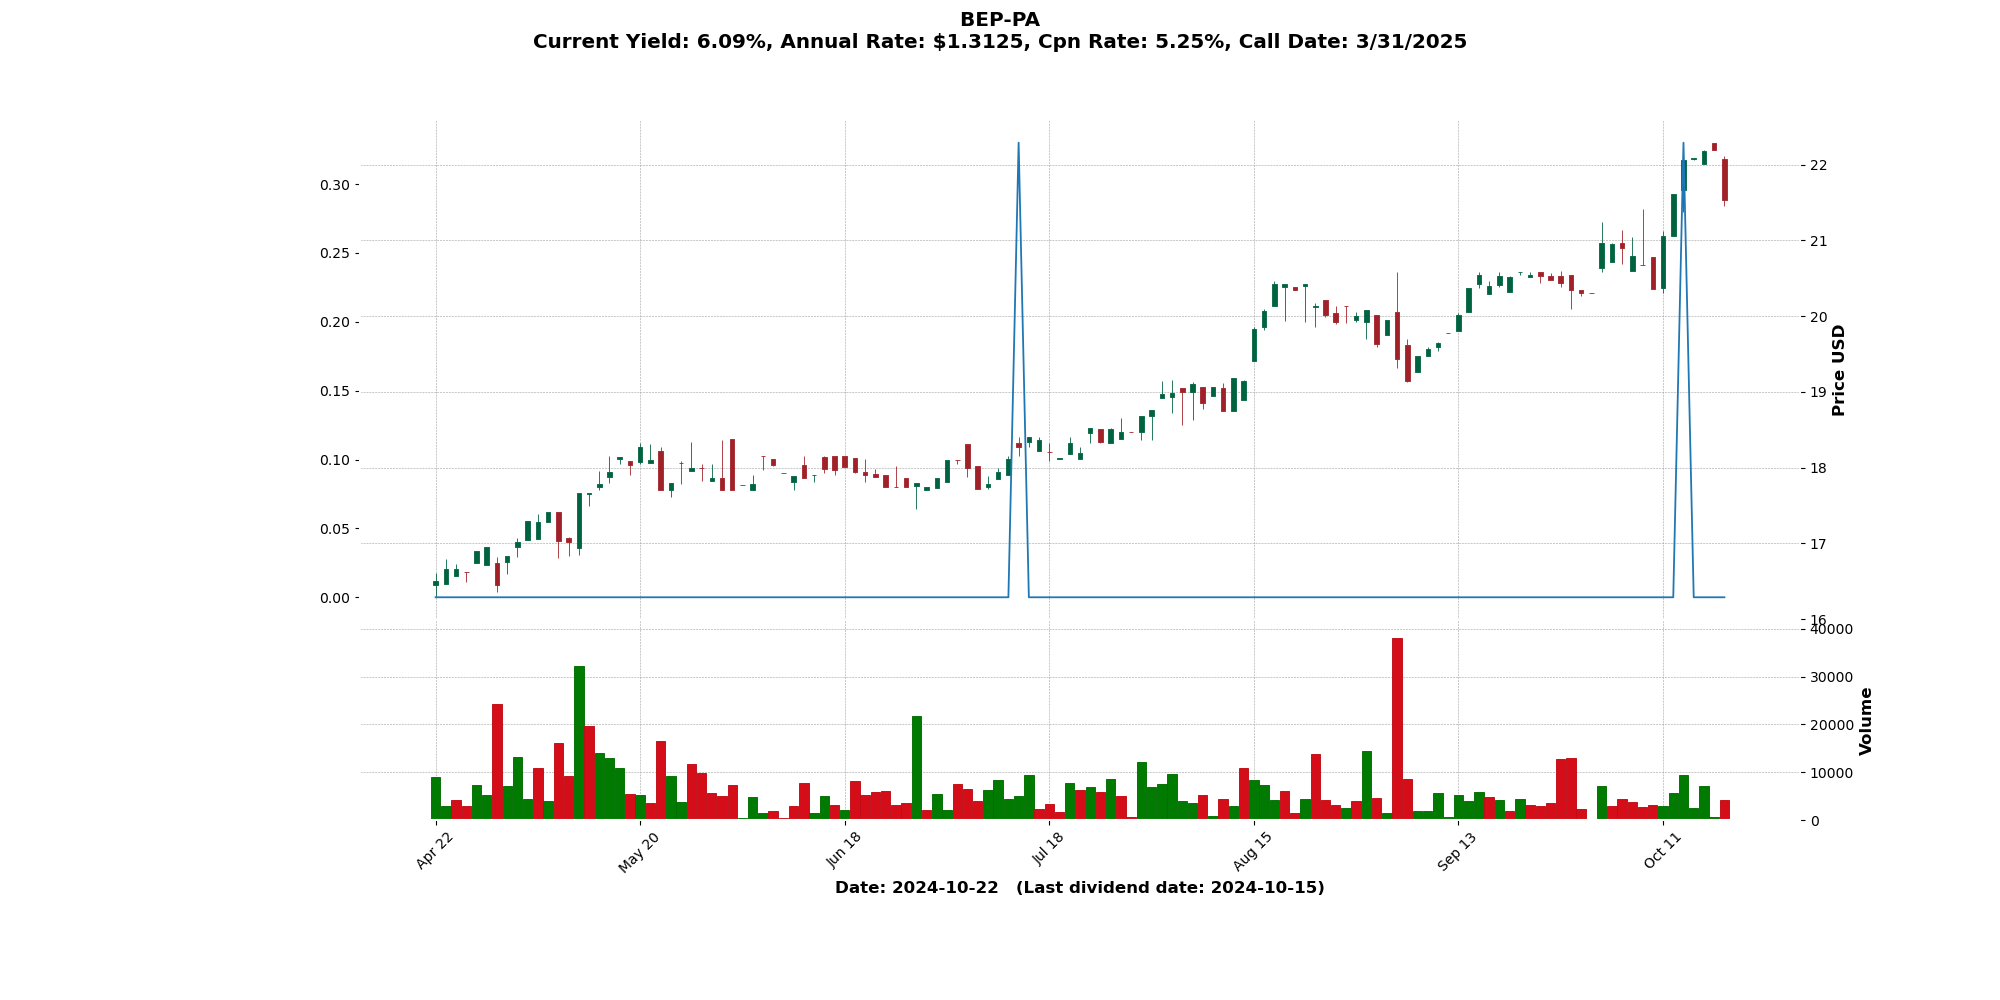 BEP-PA
Current Yield: 6.09%, Annual Rate: $1.3125, Cpn Rate: 5.25%, Call Date: 3/31/2025
0.30
0.25
0.20
0.15
0.10
0.05
0.00
22
21
20
19
18
17
16
Price USD
40000
30000
20000
10000
0
Volume
Apr 22
May 20
Jun 18
Jul 18
Aug 15
Sep 13
Oct 11
Date: 2024-10-22 (Last dividend date: 2024-10-15)